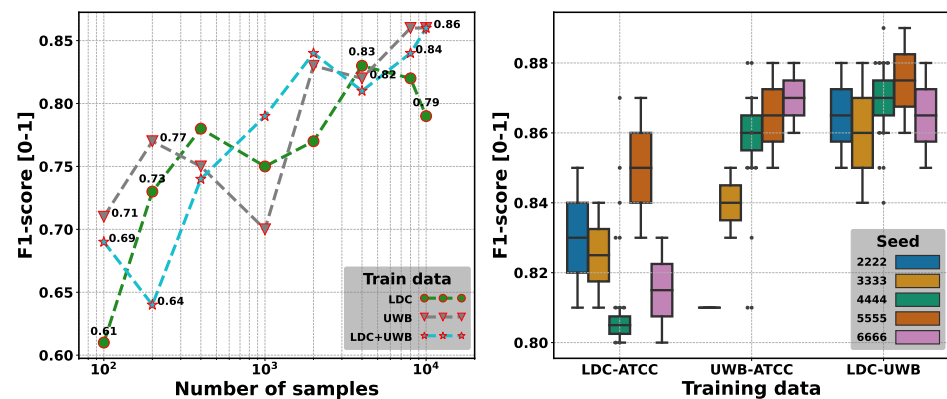 0.85
0.80
0.75
0.70
0.65
0.60
F1-score [0-1]
0.86
0.84
0.83
0.82
0.79
0.77
0.73
0.71
0.69
0.64
0.61
Train data
LDC
UWB
LDC+UWB
10² 10³ 10⁴
Number of samples
0.88
0.86
0.84
0.82
0.80
F1-score [0-1]
Seed
2222
3333
4444
5555
6666
LDC-ATCC UWB-ATCC LDC-UWB
Training data